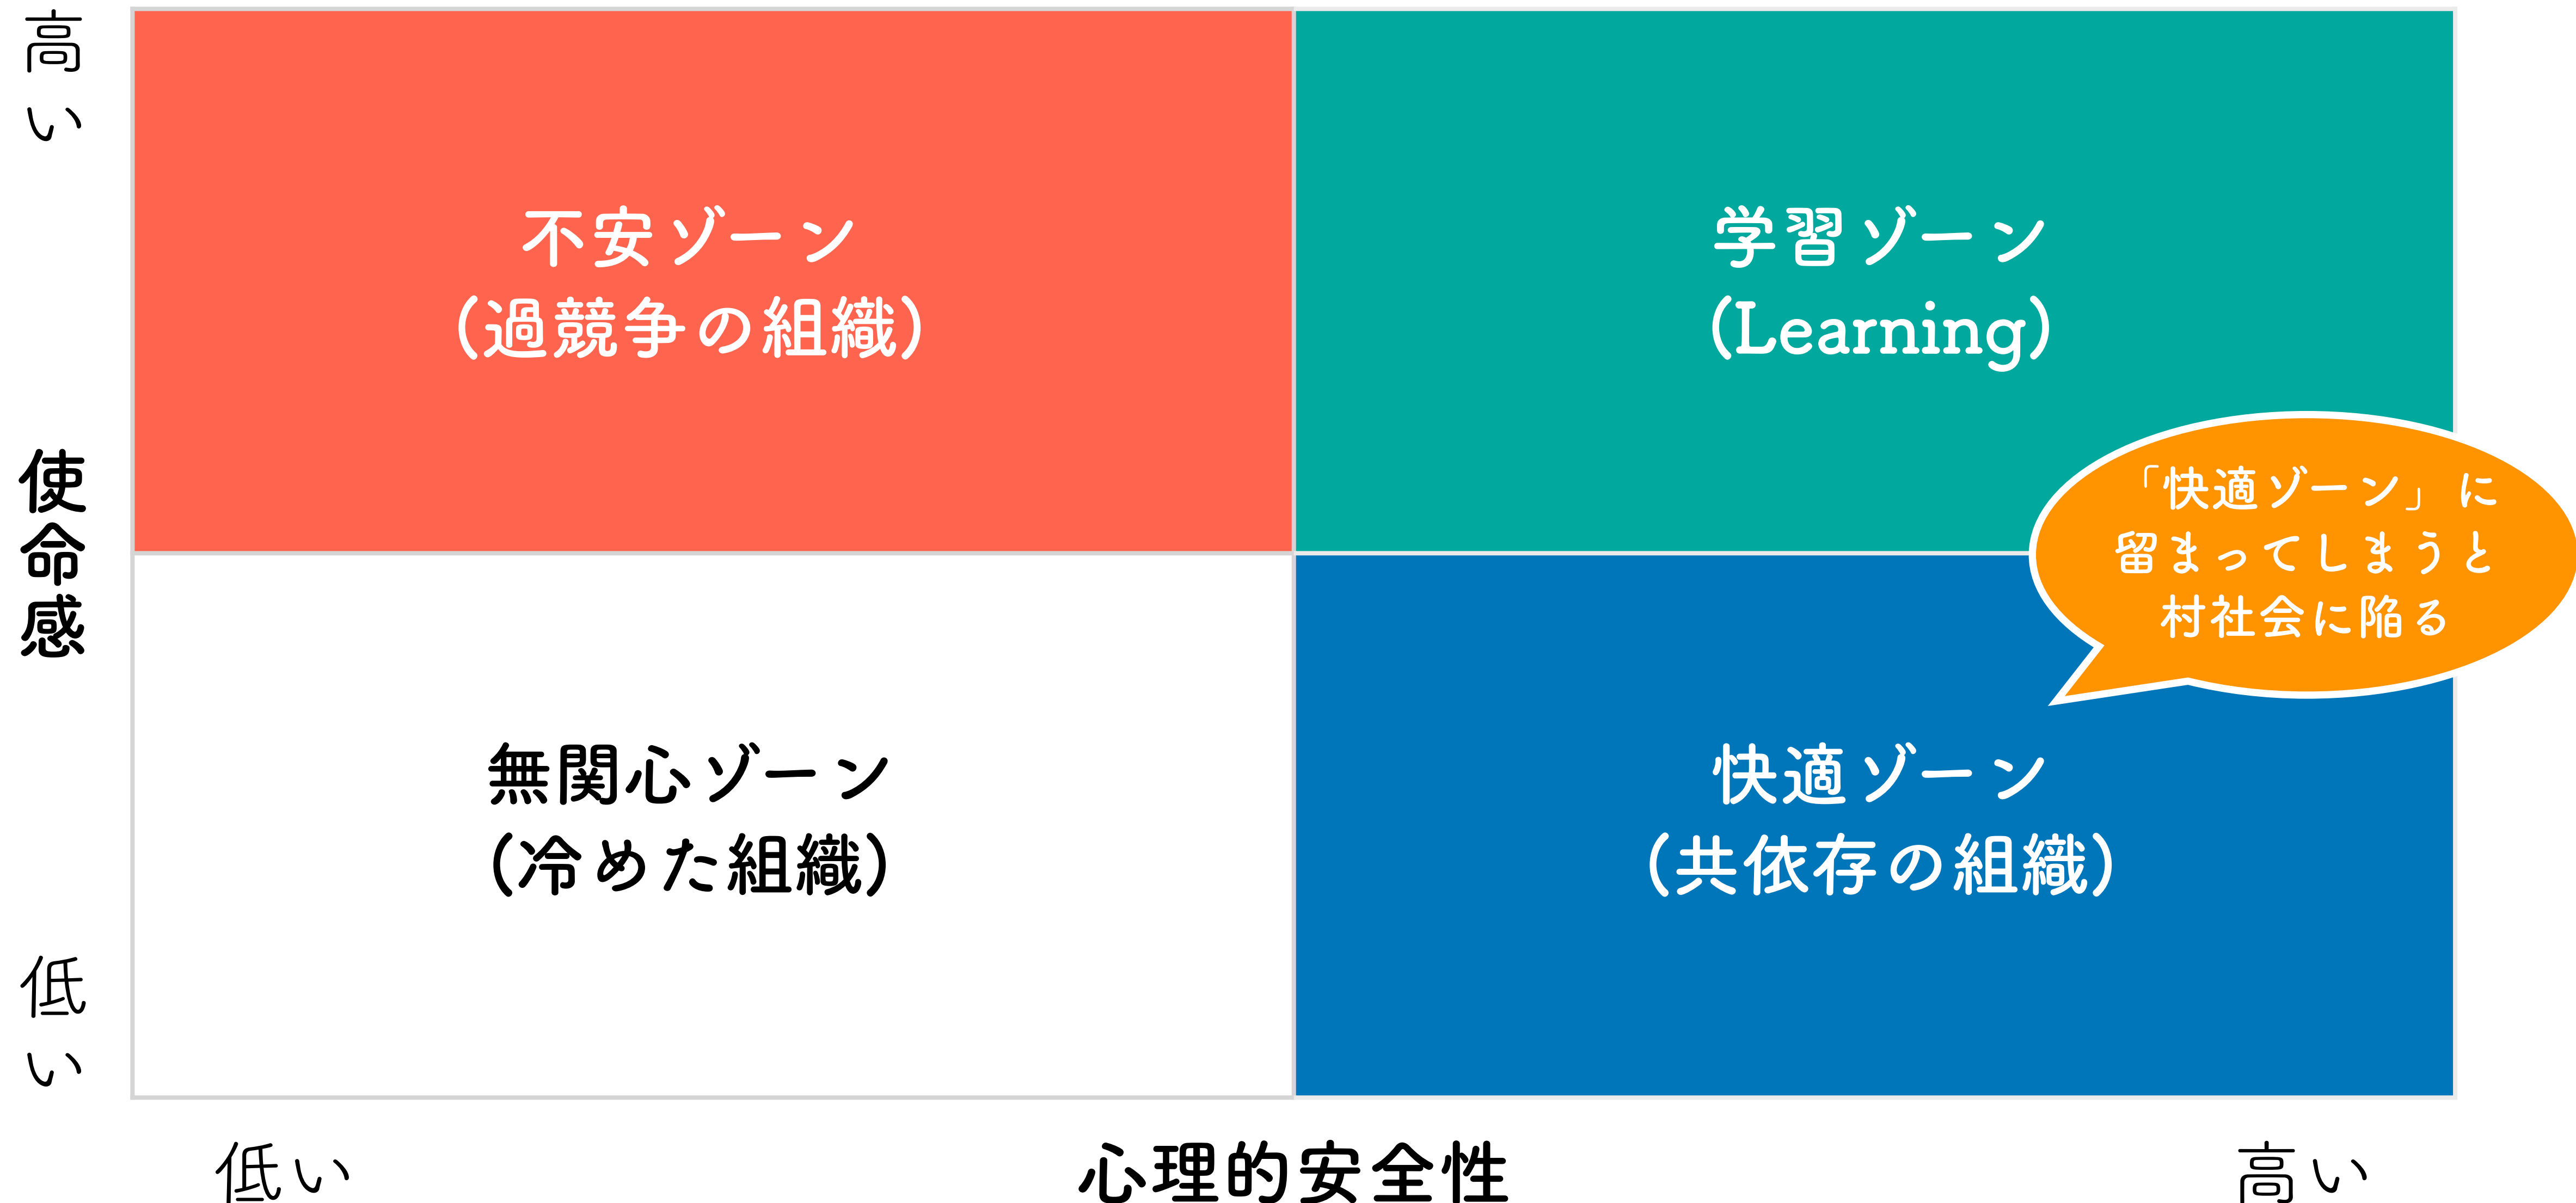 高い
不安ゾーン
(過競争の組織)
学習ゾーン
(Learning)
使命感
「快適ゾーン」に
留まってしまうと
村社会に陥る
無関心ゾーン
(冷めた組織)
快適ゾーン
(共依存の組織)
低い
低い
心理的安全性
高い